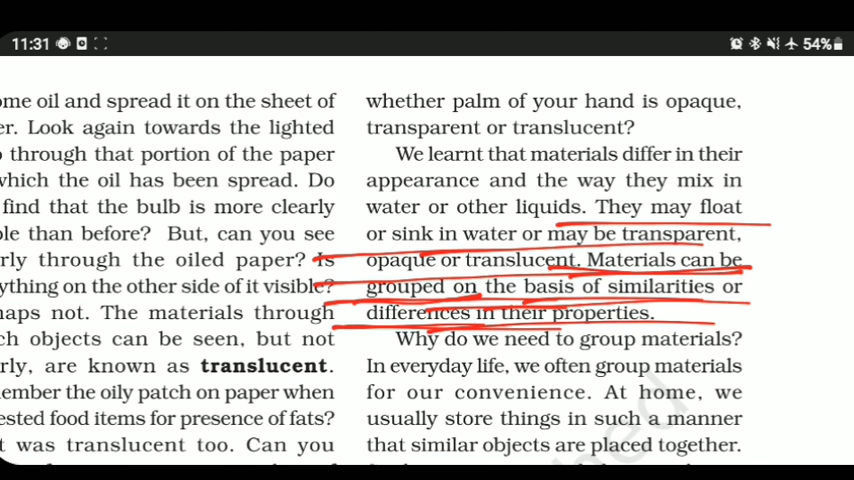 11:31
54%
ome oil and spread it on the sheet of
er. Look again towards the lighted
through that portion of the paper
which the oil has been spread. Do
find that the bulb is more clearly
ble than before? But, can you see
rly through the oiled paper? Is
ything on the other side of it visible?
haps not. The materials through
ch objects can be seen, but not
rly, are known as translucent.
member the oily patch on paper when
ested food items for presence of fats?
t was translucent too. Can you
whether palm of your hand is opaque,
transparent or translucent?
We learnt that materials differ in their
appearance and the way they mix in
water or other liquids. They may float
or sink in water or may be transparent,
opaque or translucent. Materials can be
grouped on the basis of similarities or
differences in their properties.
Why do we need to group materials?
In everyday life, we often group materials
for our convenience. At home, we
usually store things in such a manner
that similar objects are placed together.